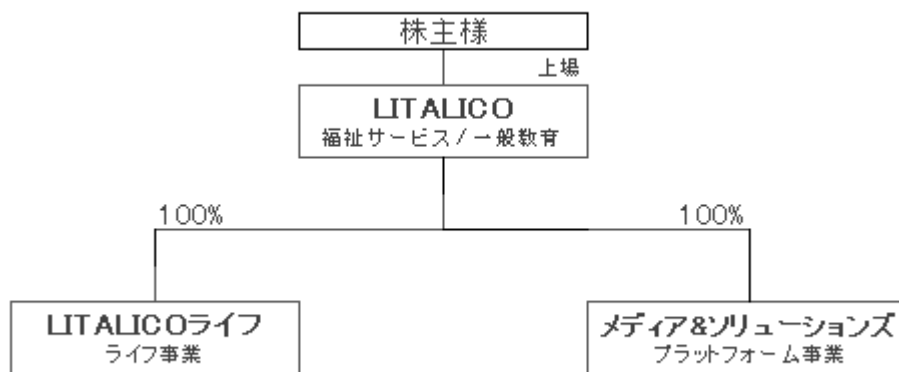 株主様
上場
LITALICO
福祉サービス/一般教育
100%
100%
LITALICOライフ
ライフ事業
メディア&ソリューションズ
プラットフォーム事業